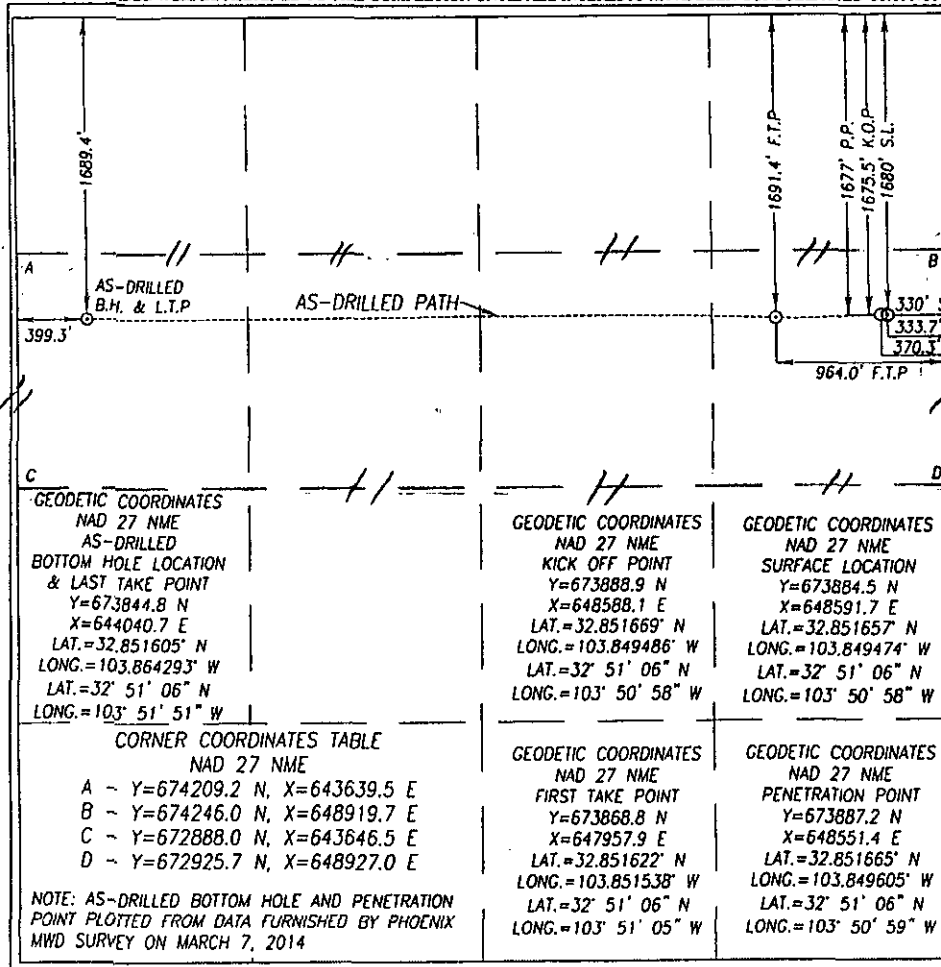 1689.4'
1691.4' F.T.P
1677' P.P.
1675.5' K.O.P
1680' S.L.
A
B
AS-DRILLED
B.H. & L.T.P
AS-DRILLED PATH
399.3'
330'
333.7'
370.3'
964.0' F.T.P
C
D
GEODETIC COORDINATES
NAD 27 NME
AS-DRILLED
BOTTOM HOLE LOCATION
& LAST TAKE POINT
Y=673844.8 N
X=644040.7 E
LAT.=32.851605° N
LONG.=103.864293° W
LAT.=32° 51' 06" N
LONG.=103° 51' 51" W
GEODETIC COORDINATES
NAD 27 NME
KICK OFF POINT
Y=673888.9 N
X=648588.1 E
LAT.=32.851669° N
LONG.=103.849486° W
LAT.=32° 51' 06" N
LONG.=103° 50' 58" W
GEODETIC COORDINATES
NAD 27 NME
SURFACE LOCATION
Y=673884.5 N
X=648591.7 E
LAT.=32.851657° N
LONG.=103.849474° W
LAT.=32° 51' 06" N
LONG.=103° 50' 58" W
CORNER COORDINATES TABLE
NAD 27 NME
A - Y=674209.2 N, X=643639.5 E
B - Y=674246.0 N, X=648919.7 E
C - Y=672888.0 N, X=643646.5 E
D - Y=672925.7 N, X=648927.0 E
NOTE: AS-DRILLED BOTTOM HOLE AND PENETRATION
POINT PLOTTED FROM DATA FURNISHED BY PHOENIX
MWD SURVEY ON MARCH 7, 2014
GEODETIC COORDINATES
NAD 27 NME
FIRST TAKE POINT
Y=673868.8 N
X=647957.9 E
LAT.=32.851622° N
LONG.=103.851538° W
LAT.=32° 51' 06" N
LONG.=103° 51' 05" W
GEODETIC COORDINATES
NAD 27 NME
PENETRATION POINT
Y=673887.2 N
X=648551.4 E
LAT.=32.851665° N
LONG.=103.849605° W
LAT.=32° 51' 06" N
LONG.=103° 50' 59" W